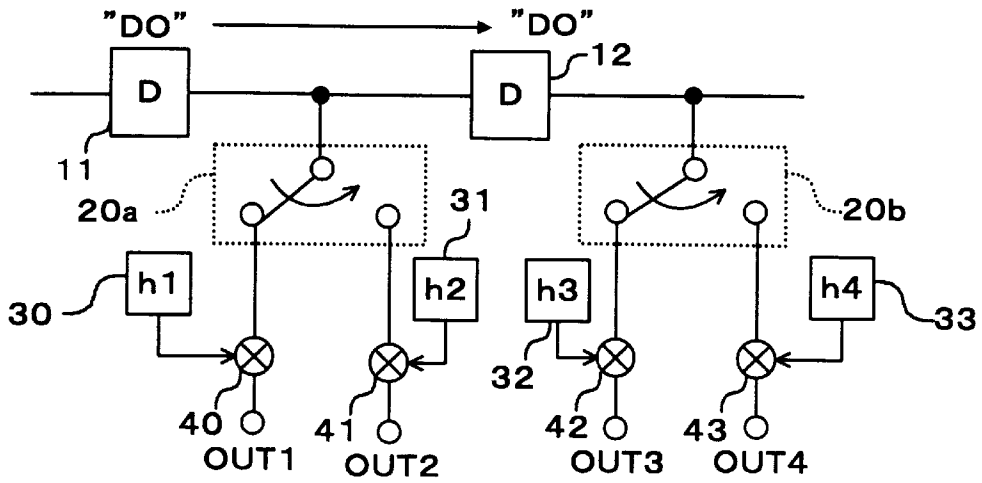 "DO" "DO"
12
D D
11
20a 31 20b
h1 h2 h3 h4
30 32 33
40 41 42 43
OUT1 OUT2 OUT3 OUT4